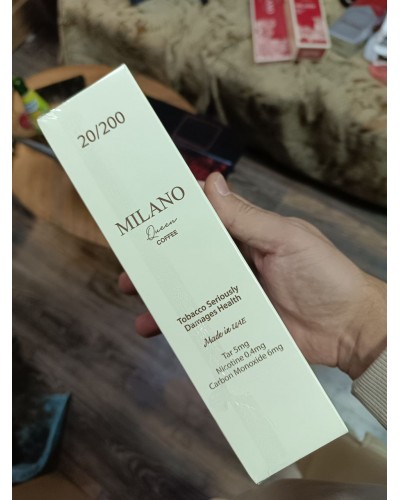 20/200
MILANO
Queen
COFFEE
Tobacco Seriously
Damages Health
Made in UAE
Tar 5mg
Nicotine 0.4mg
Carbon Monoxide 6mg